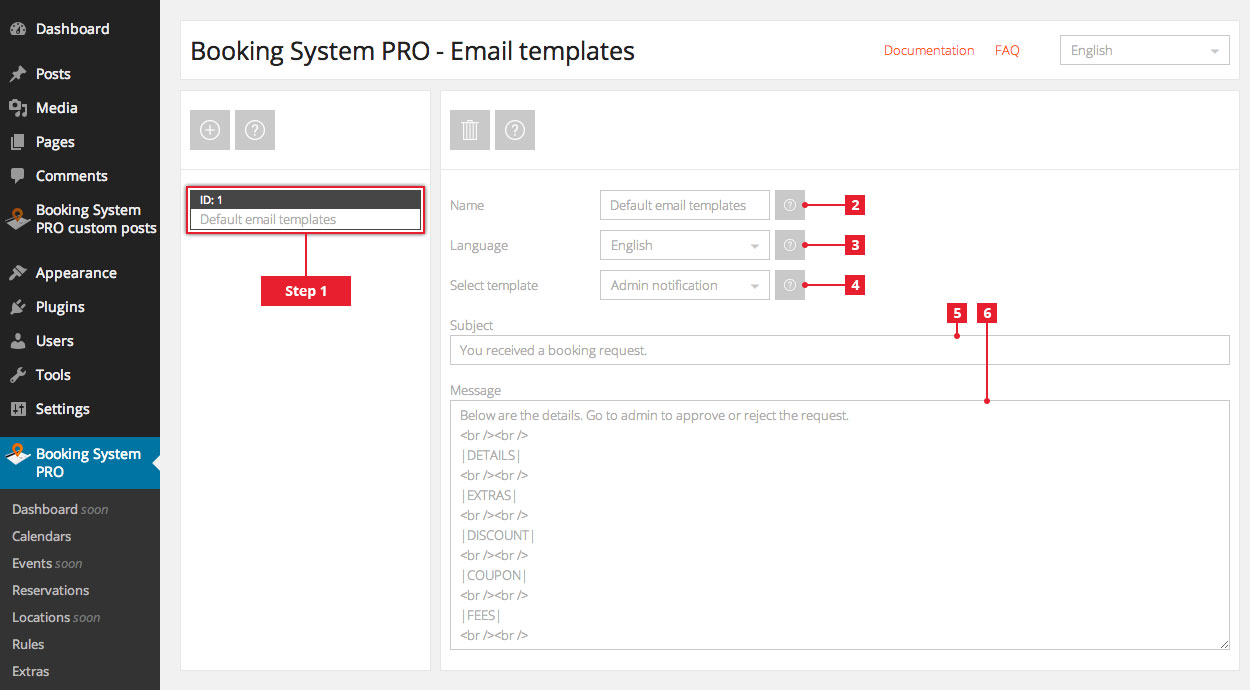 Dashboard
Posts
Media
Pages
Comments
Booking System
PRO custom posts
Appearance
Plugins
Users
Tools
Settings
Booking System
PRO
Dashboard soon
Calendars
Events soon
Reservations
Locations soon
Rules
Extras
Booking System PRO - Email templates
Documentation
FAQ
English
ID: 1
Default email templates
Step 1
Name
Default email templates
2
Language
English
3
Select template
Admin notification
4
5
6
Subject
You received a booking request.
Message
Below are the details. Go to admin to approve or reject the request.
<br /><br />
|DETAILS|
<br /><br />
|EXTRAS|
<br /><br />
|DISCOUNT|
<br /><br />
|COUPON|
<br /><br />
|FEES|
<br /><br />